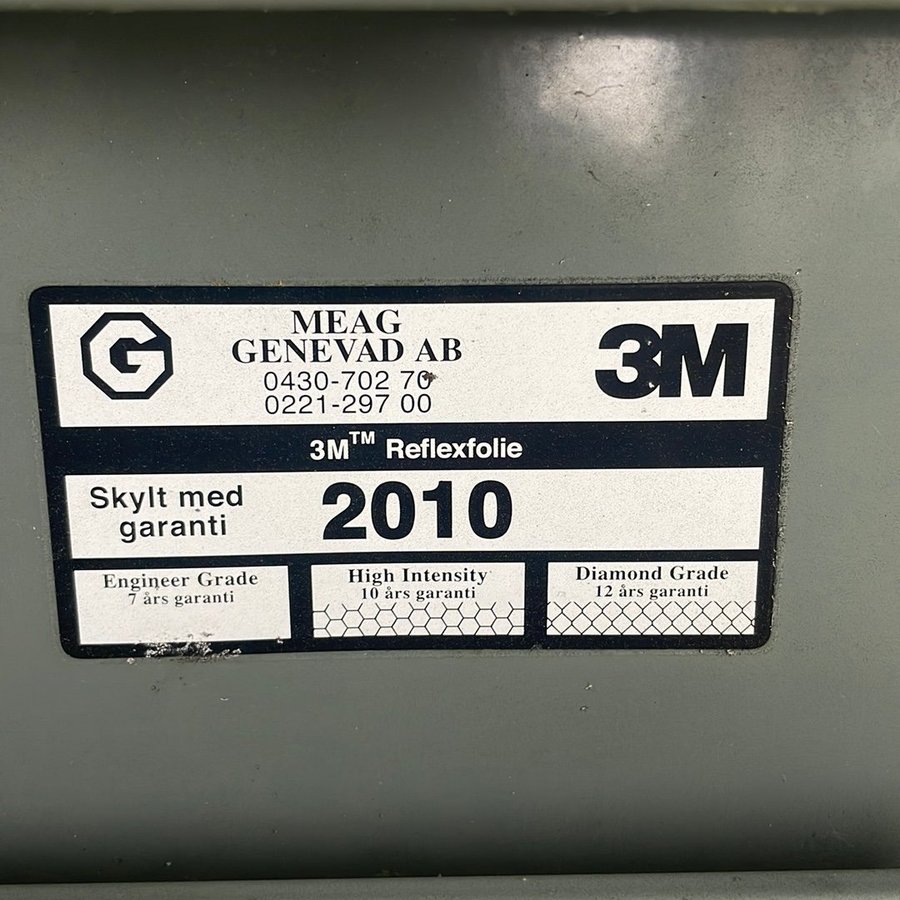 G
MEAG
GENEVAD AB
0430-702 70
0221-297 00
3M
3M™ Reflexfolie
Skylt med
garanti
2010
Engineer Grade
7 års garanti
High Intensity
10 års garanti
Diamond Grade
12 års garanti